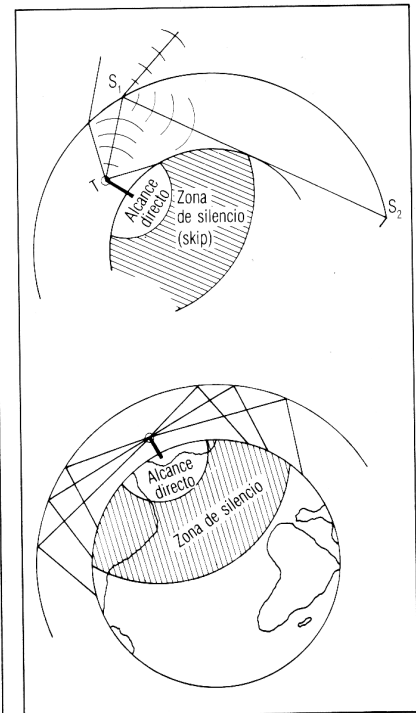 S₁
T
Alcance
directo
Zona
de silencio
(skip)
S₂
Alcance
directo
Zona de silencio